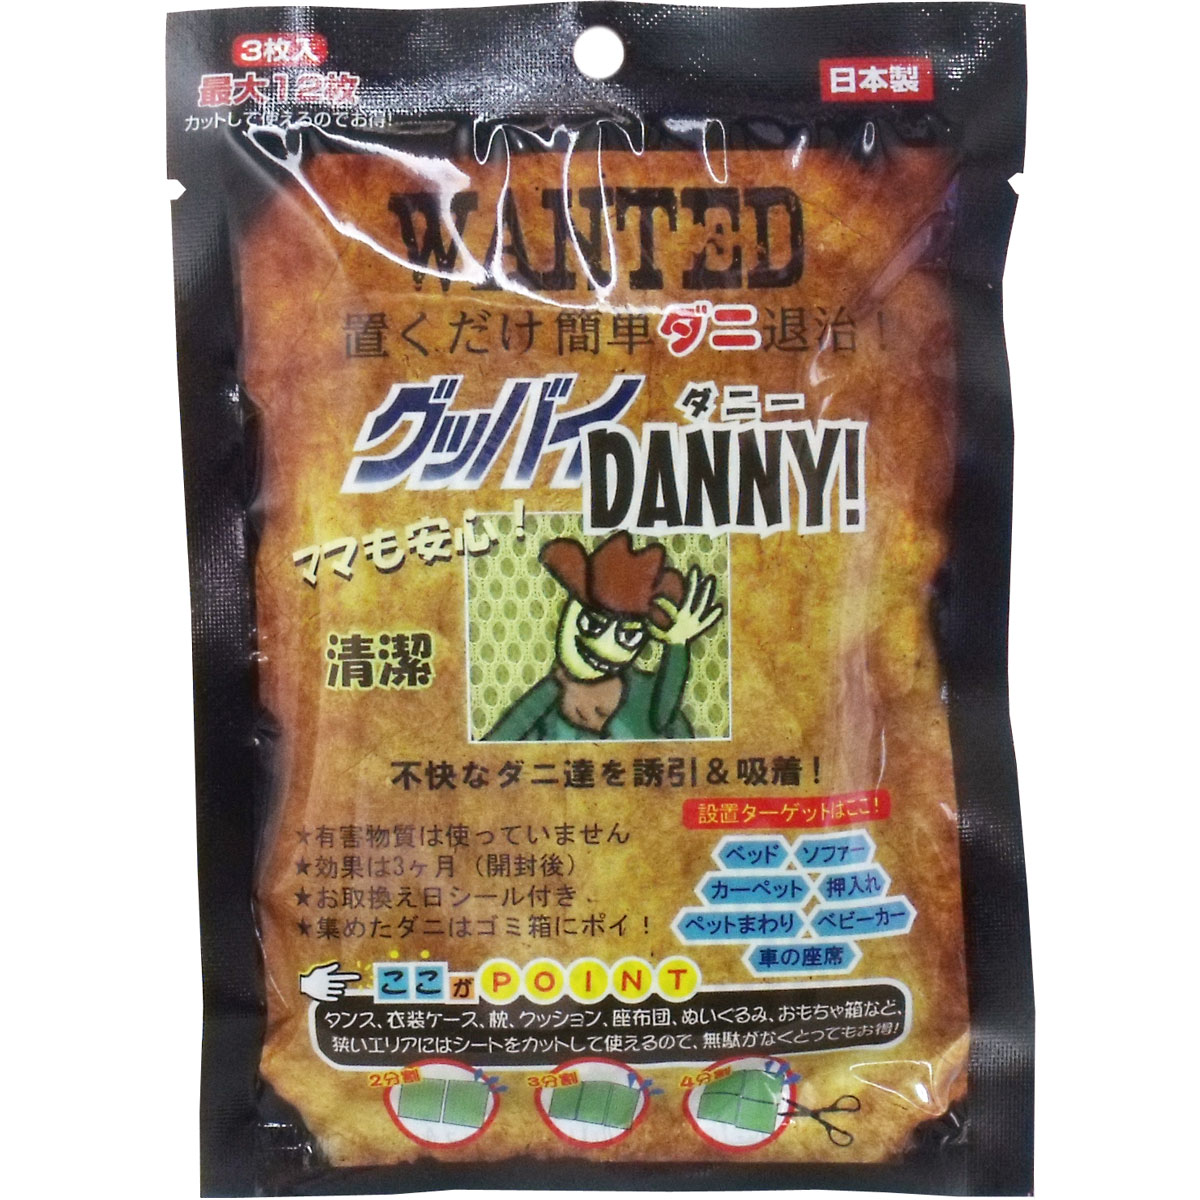 3枚入
最大12枚
カットして使えるのでお得!
日本製
WANTED
置くだけ簡単ダニ退治!
グッバイ
ダニー
DANNY!
ママも安心!
清潔
不快なダニ達を誘引&吸着!
設置ターゲットはここ!
★有害物質は使っていません
★効果は3ヶ月(開封後)
★お取換え日シール付き
★集めたダニはゴミ箱にポイ!
ベッド ソファー
カーペット 押入れ
ペットまわり ベビーカー
車の座席
ここがPOINT
タンス、衣装ケース、枕、クッション、座布団、ぬいぐるみ、おもちゃ箱など、
狭いエリアにはシートをカットして使えるので、無駄がなくとってもお得!
2分割 3分割 4分割